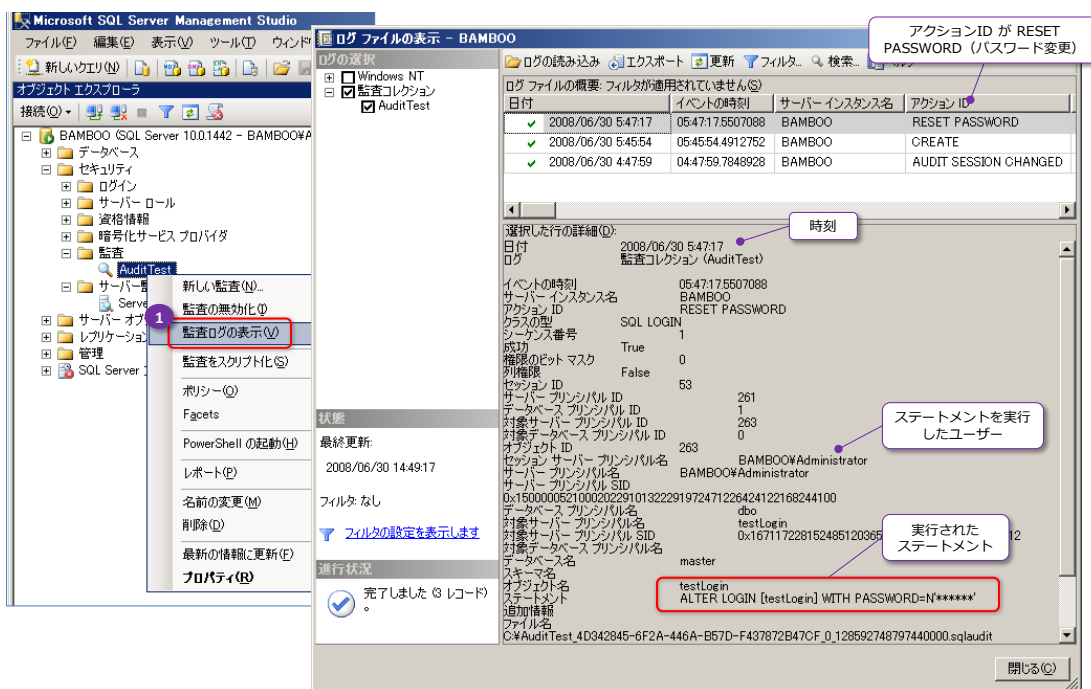 Microsoft SQL Server Management Studio
ファイル(F) 編集(E) 表示(V) ツール(T)
新しいクエリ(N)
オブジェクト エクスプローラ
接続(O)
BAMBOO (SQL Server 10.0.1442 - BAMBOO¥A
データベース
セキュリティ
ログイン
サーバー ロール
資格情報
暗号化サービス プロバイダ
監査
AuditTest
Serve
管理
SQL Server
1
新しい監査(N)...
監査の無効化(I)
監査ログの表示(V)
監査をスクリプト化(S)
ポリシー(O)
Facets
PowerShell の起動(H)
レポート(P)
名前の変更(M)
削除(D)
最新の情報に更新(F)
プロパティ(R)
ログ ファイルの表示 - BAMBOO
ログの選択
Windows NT
監査コレクション
AuditTest
状態
最終更新:
2008/06/30 14:49:17
フィルタ: なし
フィルタの設定を表示します
進行状況
完了しました (3 レコード)
。
アクションID が RESET
PASSWORD（パスワード変更）
ログの読み込み エクスポート 更新 フィルタ... 検索...
ログ ファイルの概要: フィルタが適用されていません(S)
日付 イベントの時刻 サーバー インスタンス名 アクション ID
2008/06/30 5:47:17 05:47:17.5507088 BAMBOO RESET PASSWORD
2008/06/30 5:45:54 05:45:54.4912752 BAMBOO CREATE
2008/06/30 4:47:59 04:47:59.7848928 BAMBOO AUDIT SESSION CHANGED
時刻
選択した行の詳細(D):
日付 2008/06/30 5:47:17
ログ 監査コレクション (AuditTest)
イベントの時刻 05:47:17.5507088
サーバー インスタンス名 BAMBOO
アクション ID RESET PASSWORD
クラスの型 SQL LOGIN
シーケンス番号 1
成功 True
権限のビット マスク 0
列権限 False
セッション ID 53
サーバー プリンシパル ID 261
データベース プリンシパル ID 1
対象サーバー プリンシパル ID 263
対象データベース プリンシパル ID 0
オブジェクト ID 263
セッション サーバー プリンシパル名 BAMBOO¥Administrator
サーバー プリンシパル名 BAMBOO¥Administrator
サーバー プリンシパル SID
データベース プリンシパル名 dbo
対象サーバー プリンシパル名 testLogin
対象サーバー プリンシパル SID
対象データベース プリンシパル名
データベース名 master
スキーマ名
オブジェクト名 testLogin
ステートメント ALTER LOGIN [testLogin] WITH PASSWORD=N'******'
追加情報
ファイル名
C:¥AuditTest_4D342845-6F2A-446A-B57D-F437872B47CF_0_128592748797440000.sqlaudit
ステートメントを実行
したユーザー
実行された
ステートメント
閉じる(C)